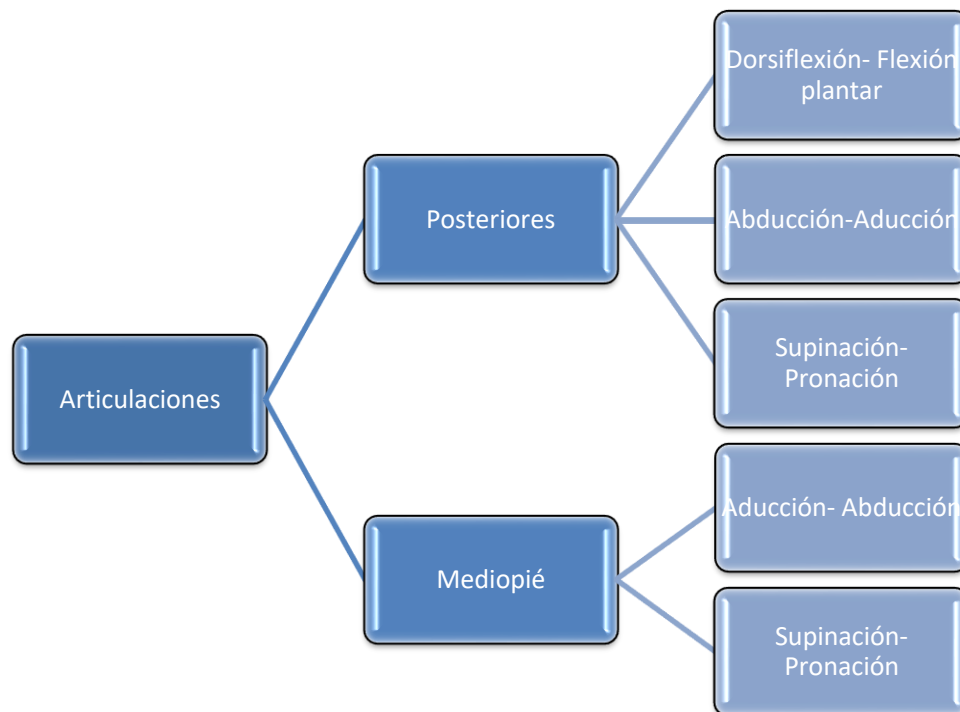 Articulaciones
Posteriores
Dorsiflexión- Flexión
plantar
Abducción-Aducción
Supinación-
Pronación
Mediopié
Aducción- Abducción
Supinación-
Pronación